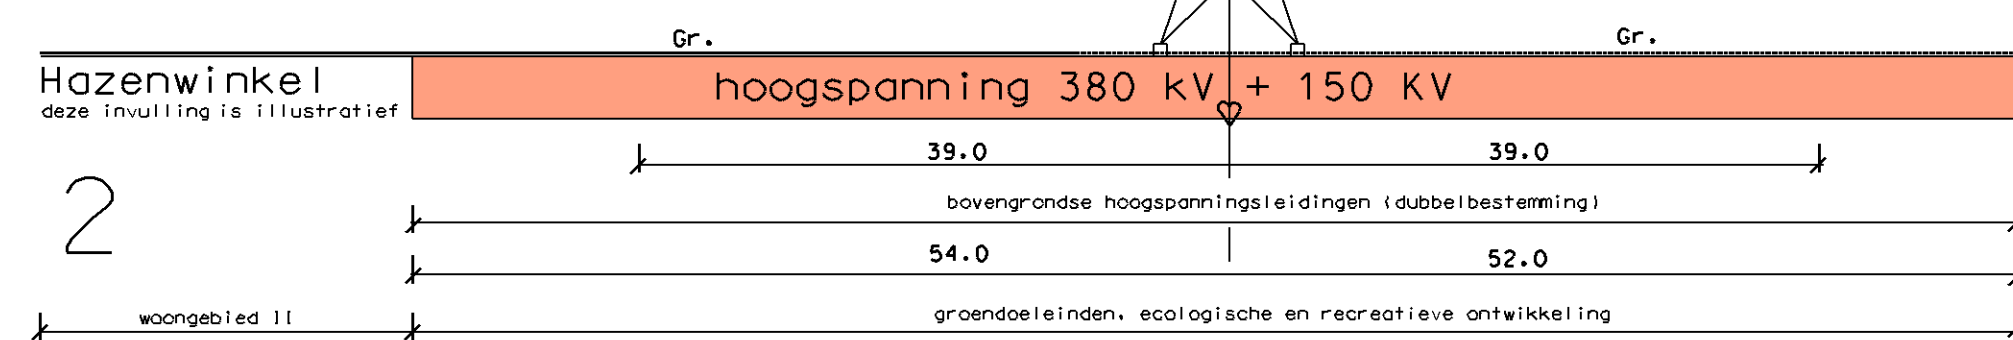 Gr. Gr.
Hazenwinkel
deze invulling is illustratief
hoogspanning 380 kV + 150 KV
39.0 39.0
bovengrondse hoogspanningsleidingen (dubbelbestemming)
2
54.0 52.0
woongebied II
groendoeleinden, ecologische en recreatieve ontwikkeling